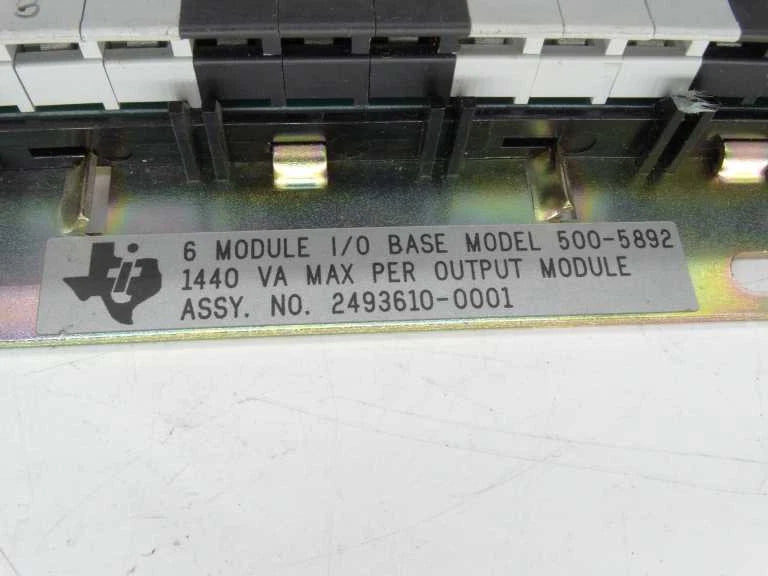 6 MODULE I/O BASE MODEL 500-5892
1440 VA MAX PER OUTPUT MODULE
ASSY. NO. 2493610-0001